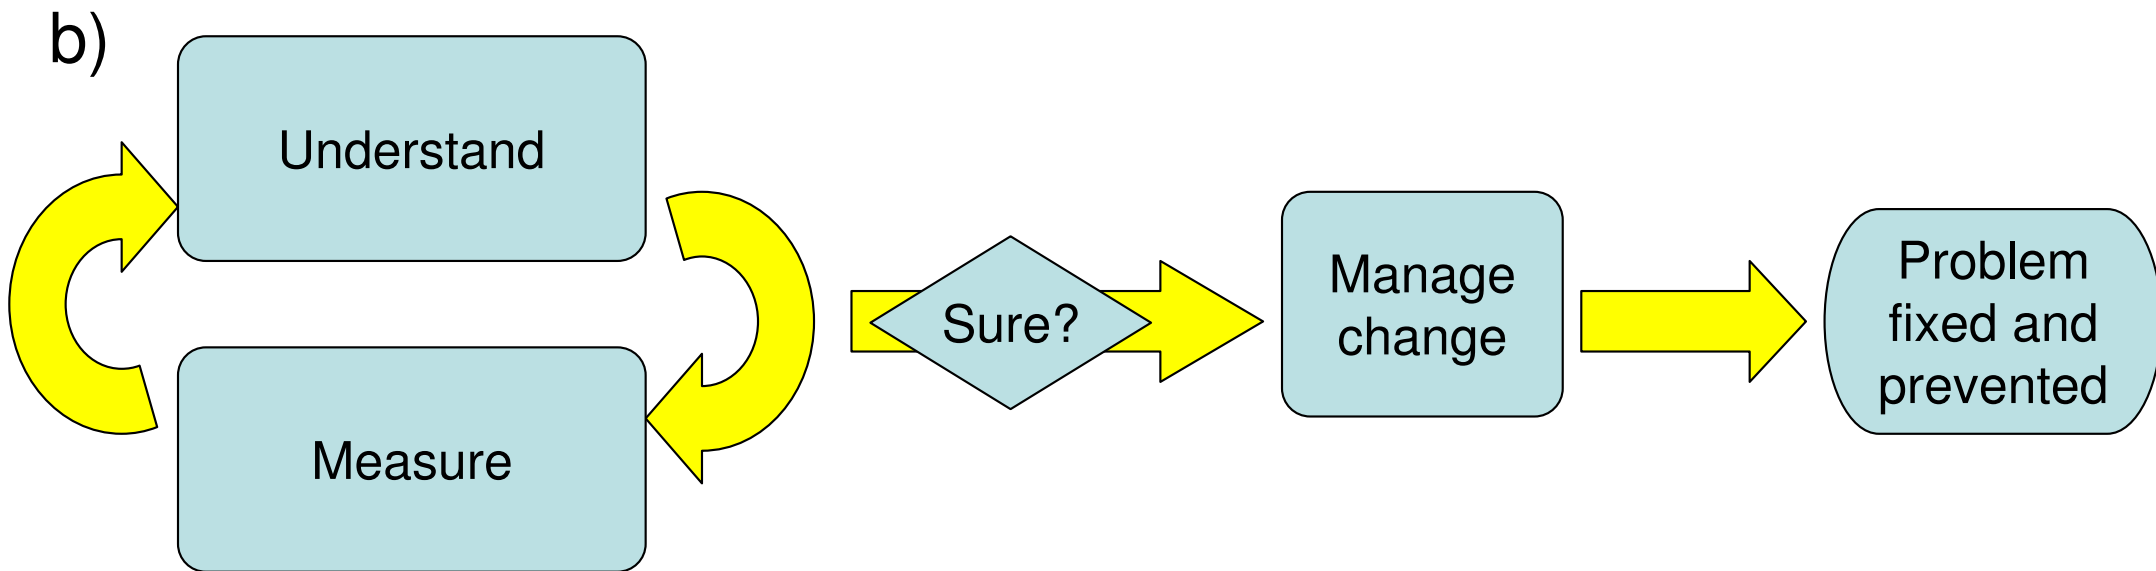 b)
Understand
Measure
Sure?
Manage
change
Problem
fixed and
prevented